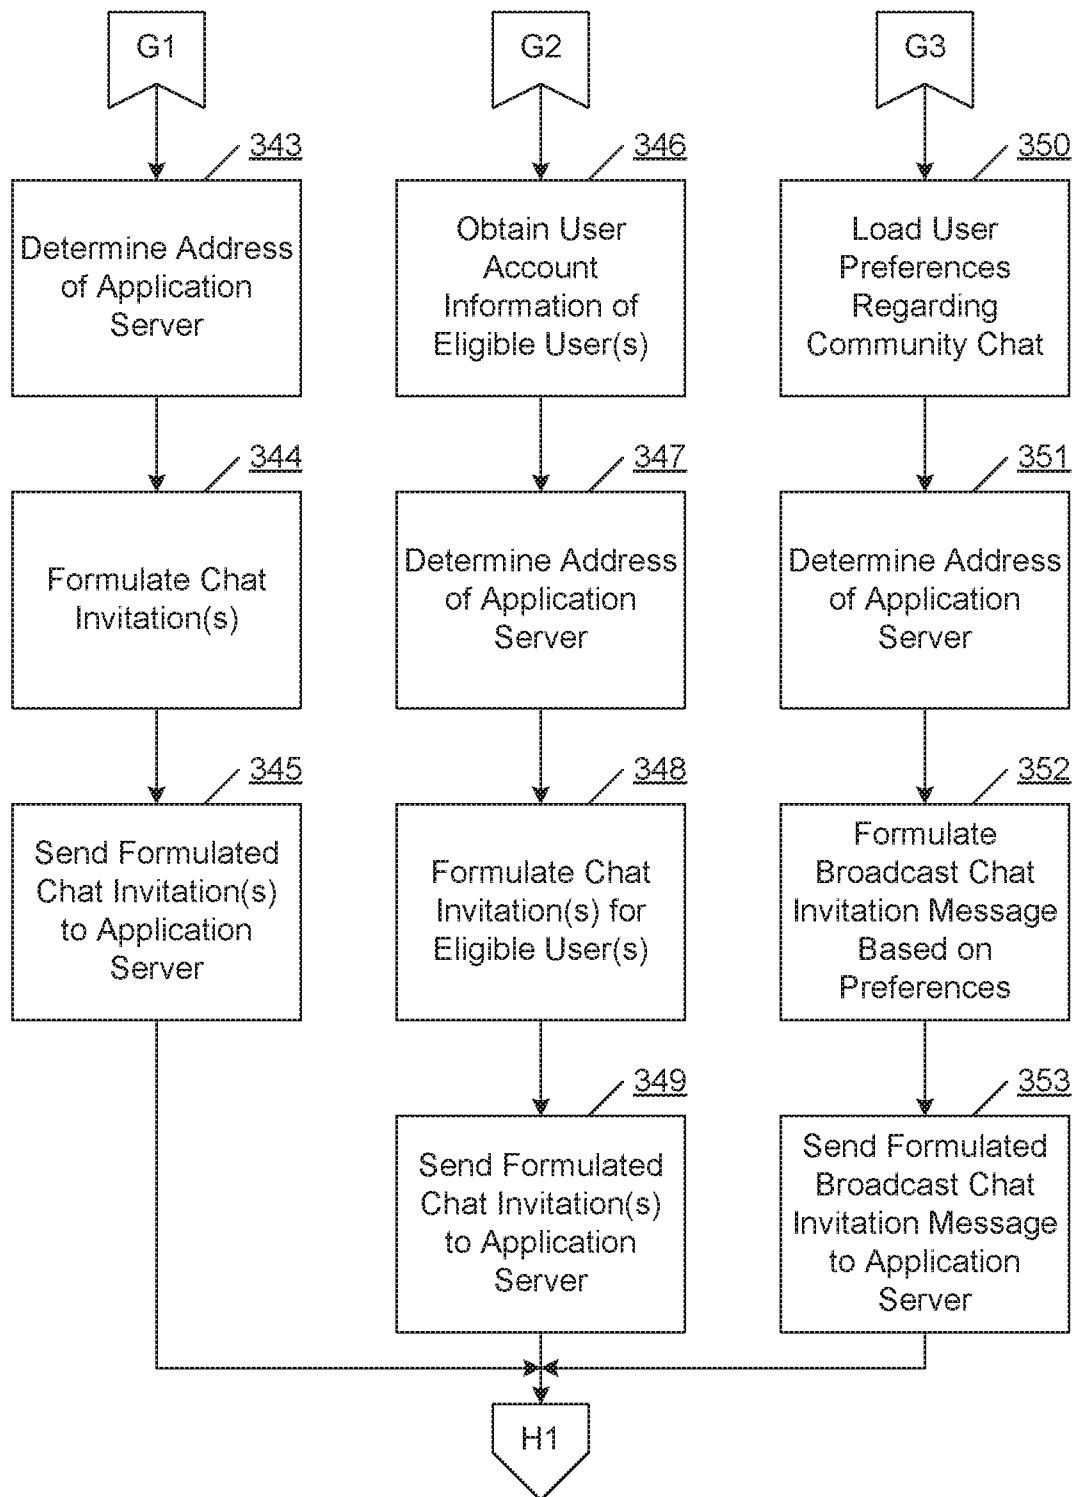 G1
343
Determine Address
of Application
Server
344
Formulate Chat
Invitation(s)
345
Send Formulated
Chat Invitation(s)
to Application
Server
G2
346
Obtain User
Account
Information of
Eligible User(s)
347
Determine Address
of Application
Server
348
Formulate Chat
Invitation(s) for
Eligible User(s)
349
Send Formulated
Chat Invitation(s)
to Application
Server
G3
350
Load User
Preferences
Regarding
Community Chat
351
Determine Address
of Application
Server
352
Formulate
Broadcast Chat
Invitation Message
Based on
Preferences
353
Send Formulated
Broadcast Chat
Invitation Message
to Application
Server
H1